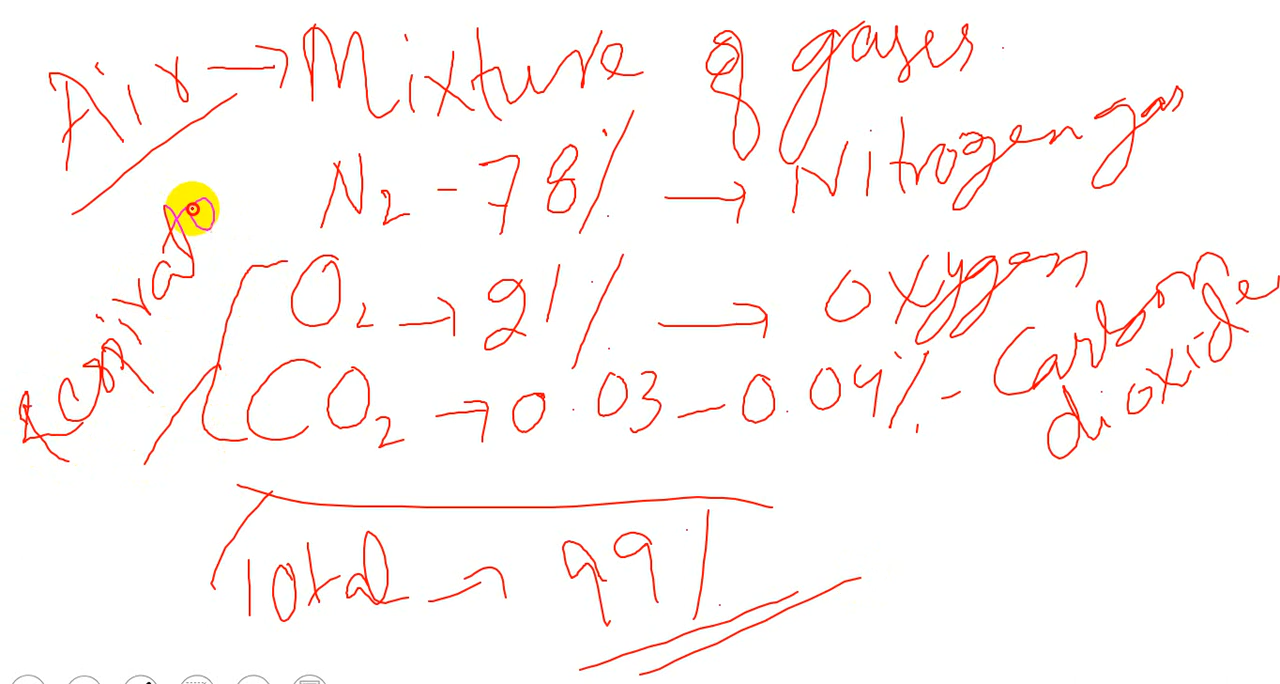 Air → Mixture of gases.
N2 - 78% → Nitrogen gas
O2 → 21% → Oxygen
CO2 → 0.03 - 0.04% - Carbon dioxide
Total → 99%